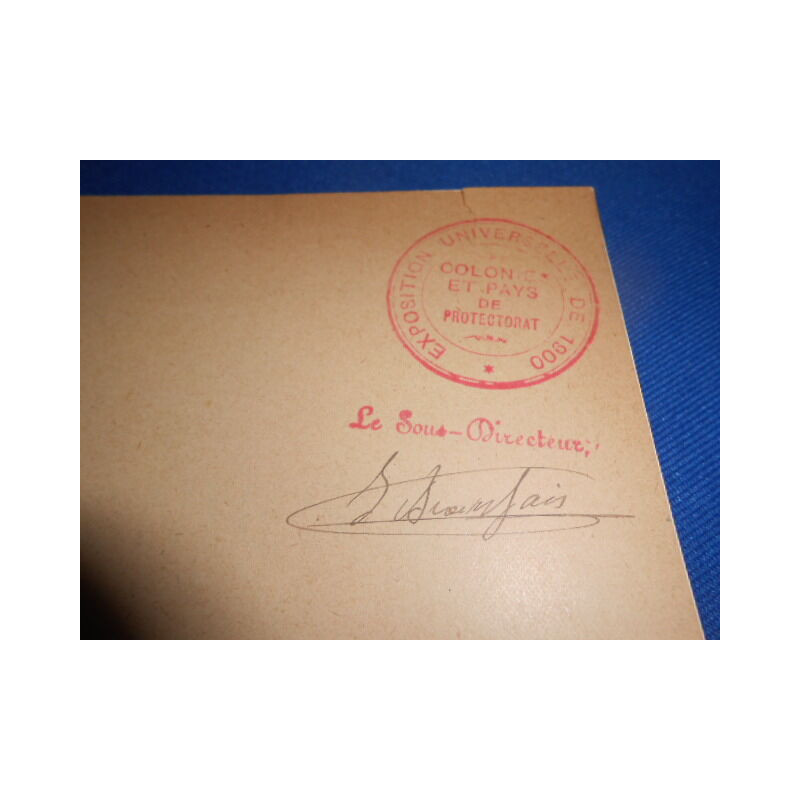 EXPOSITION UNIVERSELLE DE 1900
COLONIES
ET PAYS
DE
PROTECTORAT
Le Sous-Directeur,